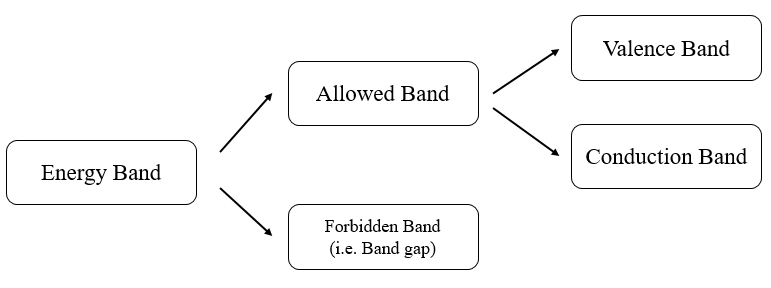 Valence Band
Allowed Band
Conduction Band
Energy Band
Forbidden Band
(i.e. Band gap)